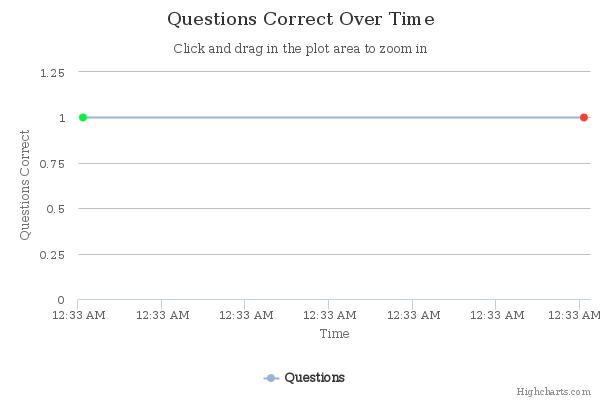 Questions Correct Over Time
Click and drag in the plot area to zoom in
Questions Correct
1.25
1
0.75
0.5
0.25
0
12:33 AM 12:33 AM 12:33 AM 12:33 AM 12:33 AM 12:33 AM 12:33 AM
Time
Questions
Highcharts.com